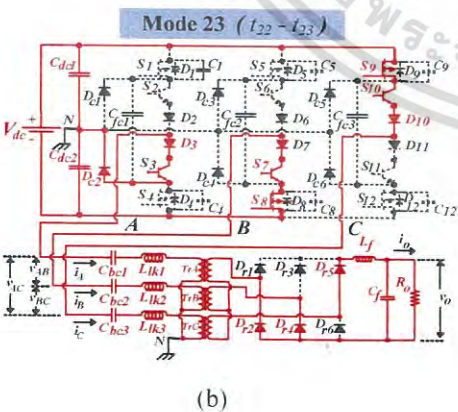 Mode 23 (t22 - t23)
Cdc1 Dc1 Cfc1 S1 D1 C1 S2 D2 D3 S3 S4 D4 C4
Vdc + - N Cdc2 Dc2
Dc3 Cfc2 S5 D5 C5 S6 D6 D7 S7 S8 D8 C8 Dc4
Dc5 Cfc3 S9 D9 C9 S10 D10 D11 S11 S12 D12 C12 Dc6
A B C
vAC vAB vBC
iA Cbc1 Llk1 TrA
iB Cbc2 Llk2 TrB
iC Cbc3 Llk3 TrC
N
Dr1 Dr3 Dr5
Dr2 Dr4 Dr6
Lf io Cf Ro vo
(b)